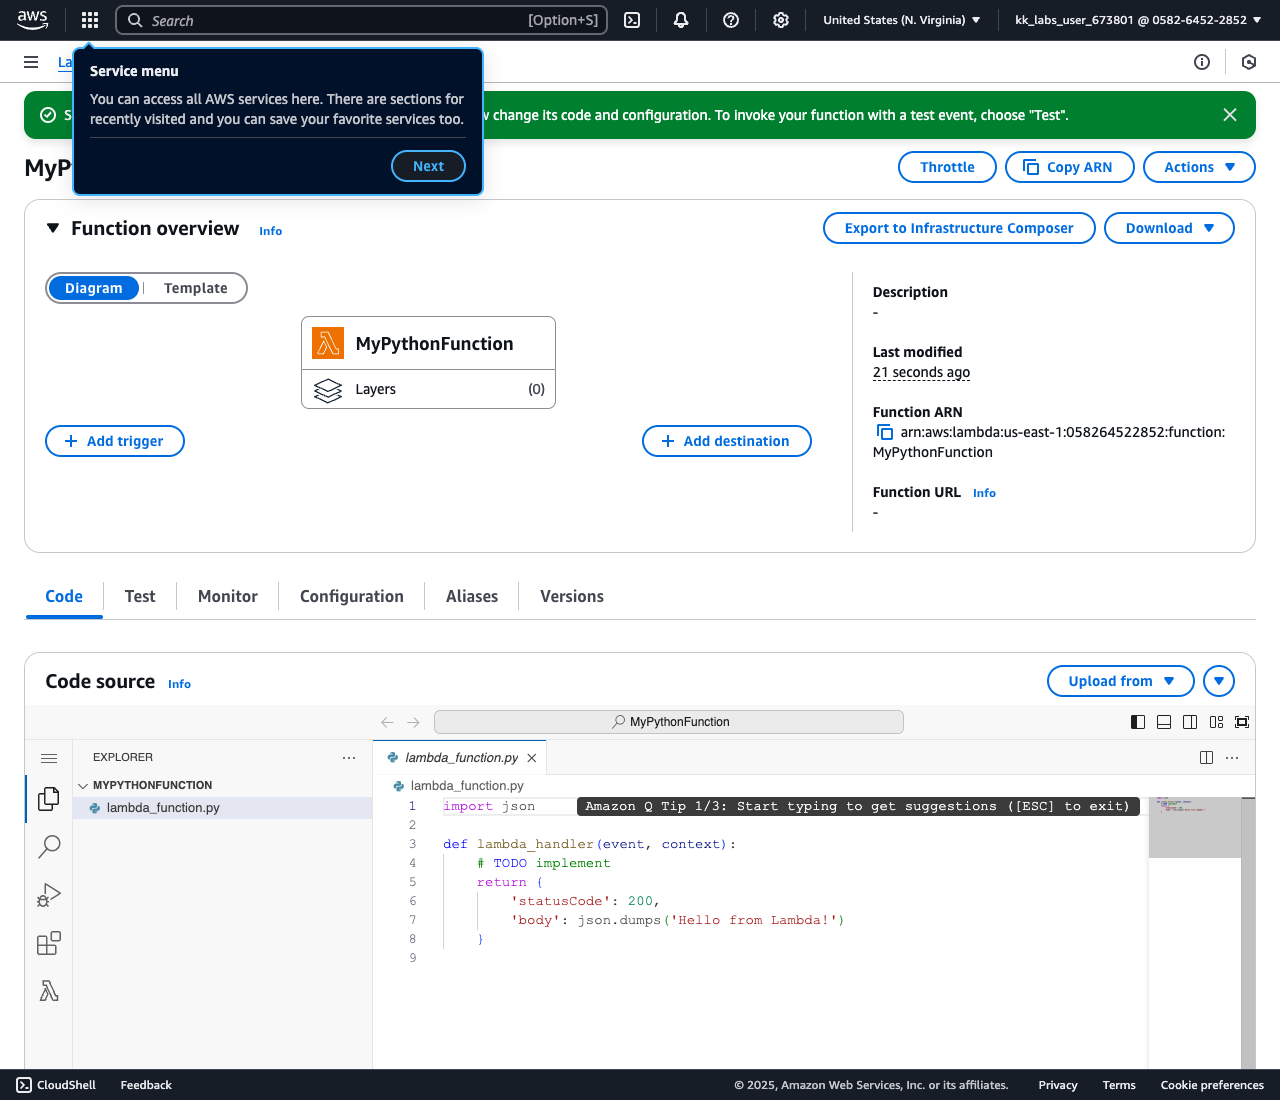 aws
Search
[Option+S]
United States (N. Virginia)
kk_labs_user_673801 @ 0582-6452-2852
La
Service menu
You can access all AWS services here. There are sections for
recently visited and you can save your favorite services too.
Next
S
w change its code and configuration. To invoke your function with a test event, choose "Test".
MyP
Throttle
Copy ARN
Actions
Function overview
Info
Export to Infrastructure Composer
Download
Diagram
Template
MyPythonFunction
Layers
(0)
Add trigger
Add destination
Description
-
Last modified
21 seconds ago
Function ARN
arn:aws:lambda:us-east-1:058264522852:function:
MyPythonFunction
Function URL
Info
-
Code
Test
Monitor
Configuration
Aliases
Versions
Code source
Info
Upload from
MyPythonFunction
EXPLORER
MYPYTHONFUNCTION
lambda_function.py
lambda_function.py
lambda_function.py
1 import json
Amazon Q Tip 1/3: Start typing to get suggestions ([ESC] to exit)
2
3 def lambda_handler(event, context):
4 # TODO implement
5 return {
6 'statusCode': 200,
7 'body': json.dumps('Hello from Lambda!')
8 }
9
CloudShell
Feedback
© 2025, Amazon Web Services, Inc. or its affiliates.
Privacy
Terms
Cookie preferences